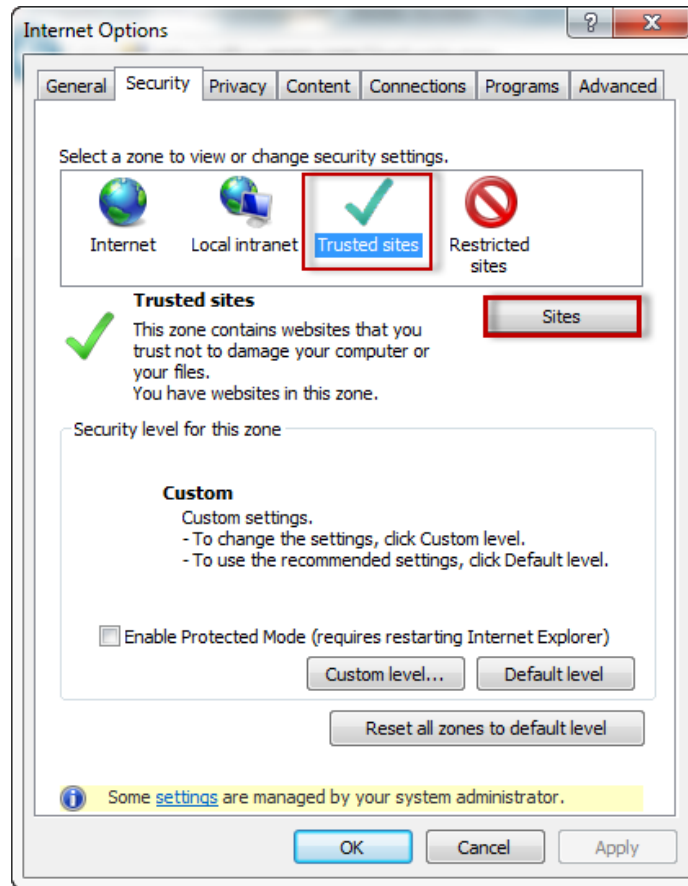 Internet Options
General Security Privacy Content Connections Programs Advanced
Select a zone to view or change security settings.
Internet Local intranet Trusted sites Restricted
sites
Trusted sites
Sites
This zone contains websites that you
trust not to damage your computer or
your files.
You have websites in this zone.
Security level for this zone
Custom
Custom settings.
- To change the settings, click Custom level.
- To use the recommended settings, click Default level.
Enable Protected Mode (requires restarting Internet Explorer)
Custom level... Default level
Reset all zones to default level
Some settings are managed by your system administrator.
OK Cancel Apply